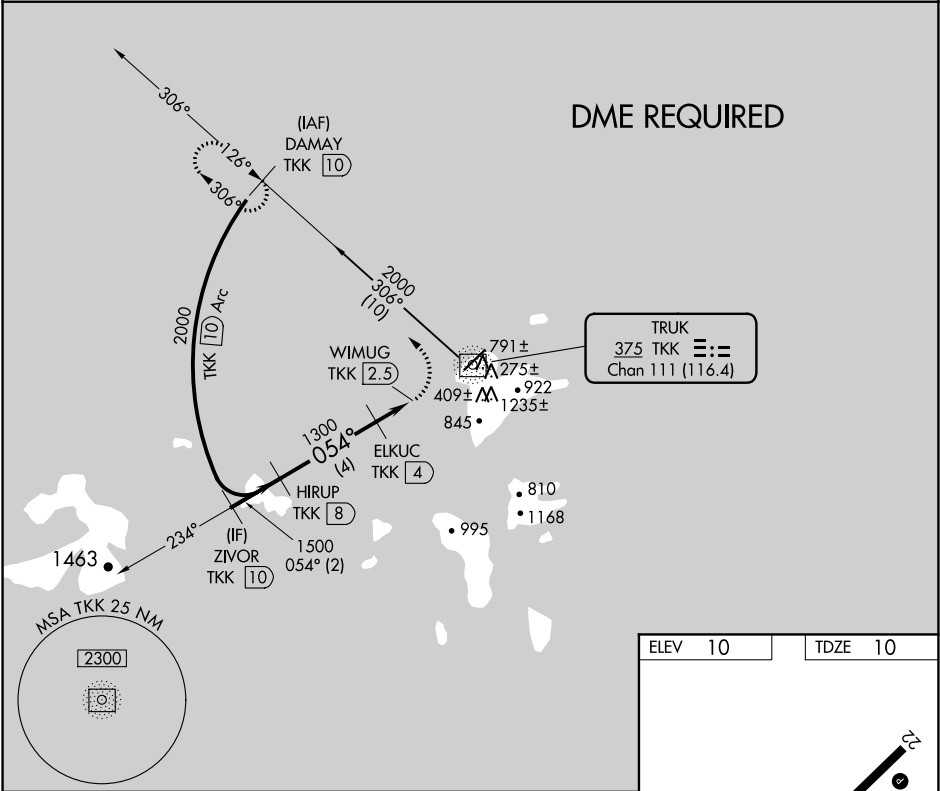 DME REQUIRED
306°
(IAF)
DAMAY
TKK 10
126°
306°
2000
306°
(10)
2000
TKK 10 Arc
TRUK
375 TKK
Chan 111 (116.4)
791±
275±
922
409±
1235±
845
WIMUG
TKK 2.5
1300
054°
(4)
ELKUC
TKK 4
HIRUP
TKK 8
810
1168
995
234°
(IF)
ZIVOR
TKK 10
1500
054° (2)
1463
MSA TKK 25 NM
2300
ELEV 10
TDZE 10
22
P